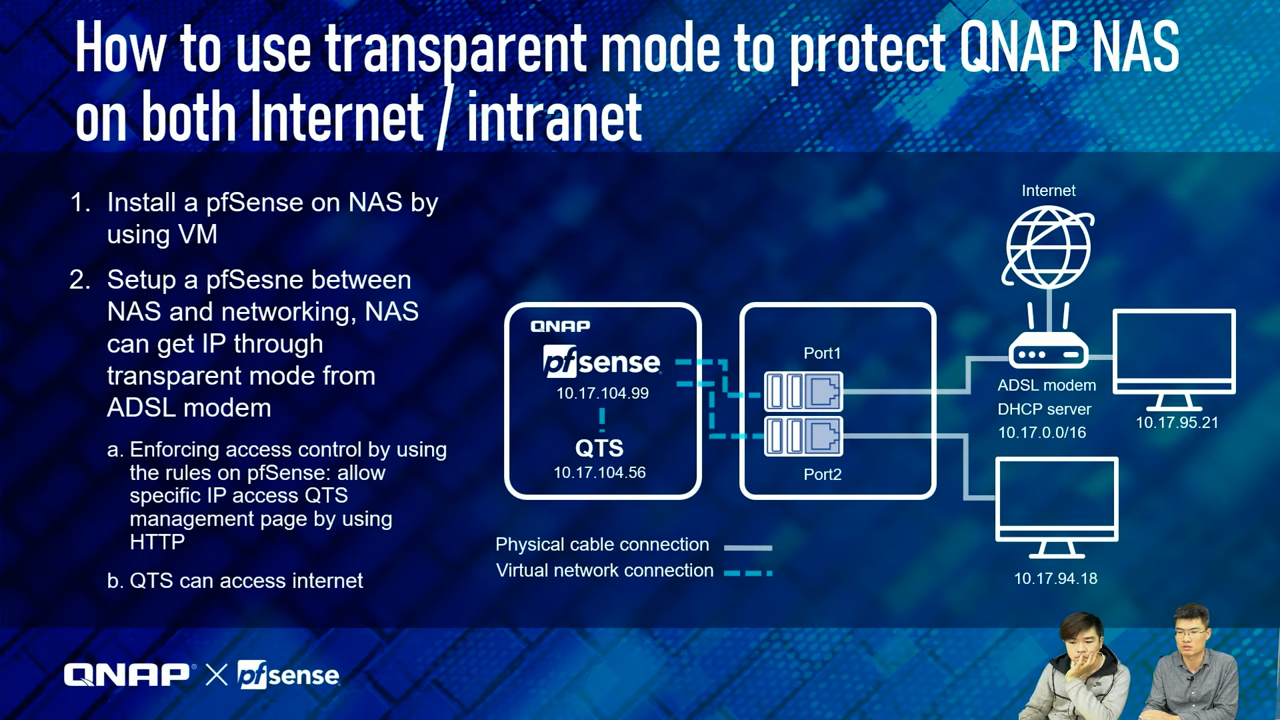 How to use transparent mode to protect QNAP NAS
on both Internet / intranet
1. Install a pfSense on NAS by
using VM
2. Setup a pfSesne between
NAS and networking, NAS
can get IP through
transparent mode from
ADSL modem
a. Enforcing access control by using
the rules on pfSense: allow
specific IP access QTS
management page by using
HTTP
b. QTS can access internet
QNAP
pfsense
10.17.104.99
QTS
10.17.104.56
Port1
Port2
Internet
ADSL modem
DHCP server
10.17.0.0/16
10.17.95.21
10.17.94.18
Physical cable connection
Virtual network connection
QNAP × pfsense